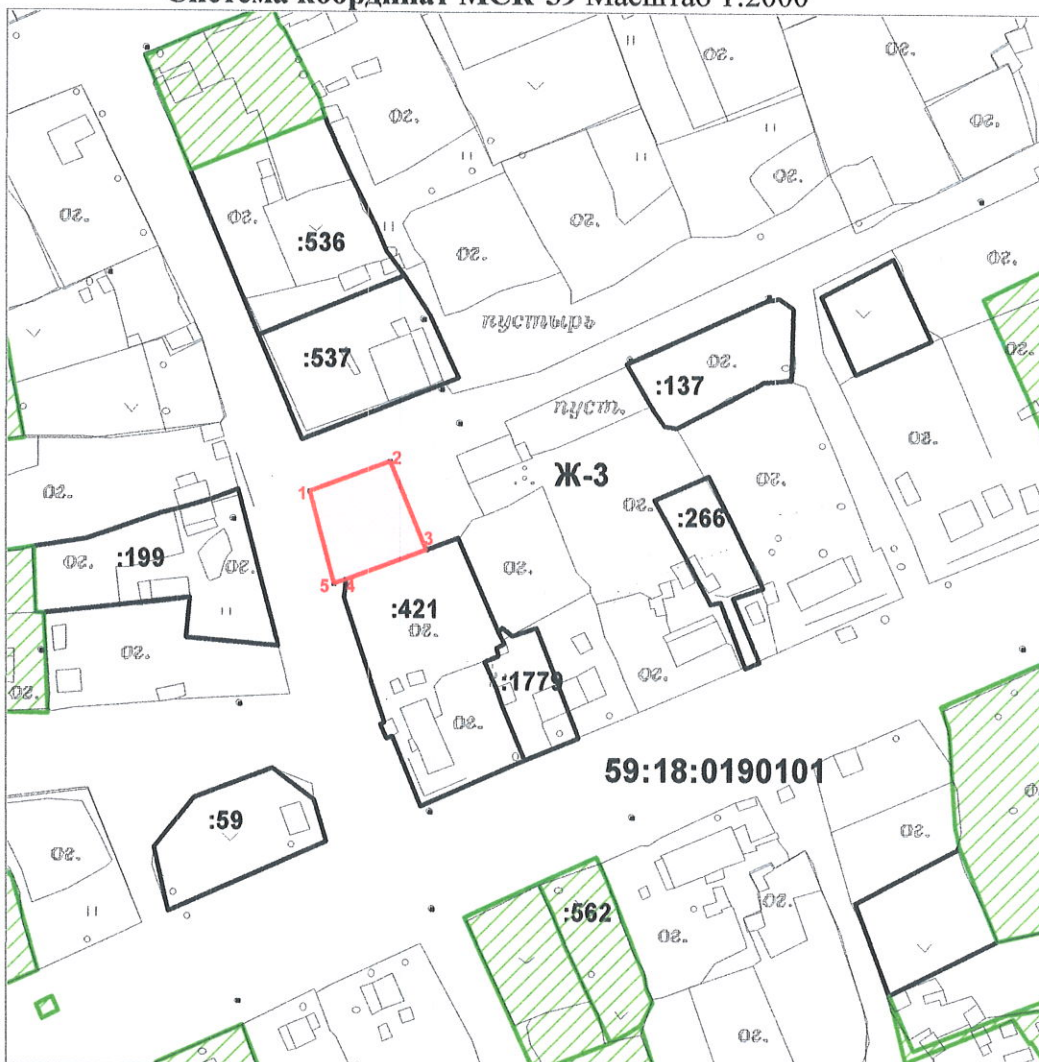 Система координат МСК-59 Масштаб 1:2000
ог.
ог.
ог.
ог.
ог.
ог.
ог.
:536
ог.
ог.
ог.
пустырь
:537
ог.
ог.
:137
пуст.
ог.
2
Ж-3
ог.
ог.
1
ог.
:266
3
:199
ог.
ог.
ог.
5
4
:421
ог.
ог.
ог.
:1779
ог.
ог.
59:18:0190101
:59
ог.
ог.
ог.
:562
ог.
ог.